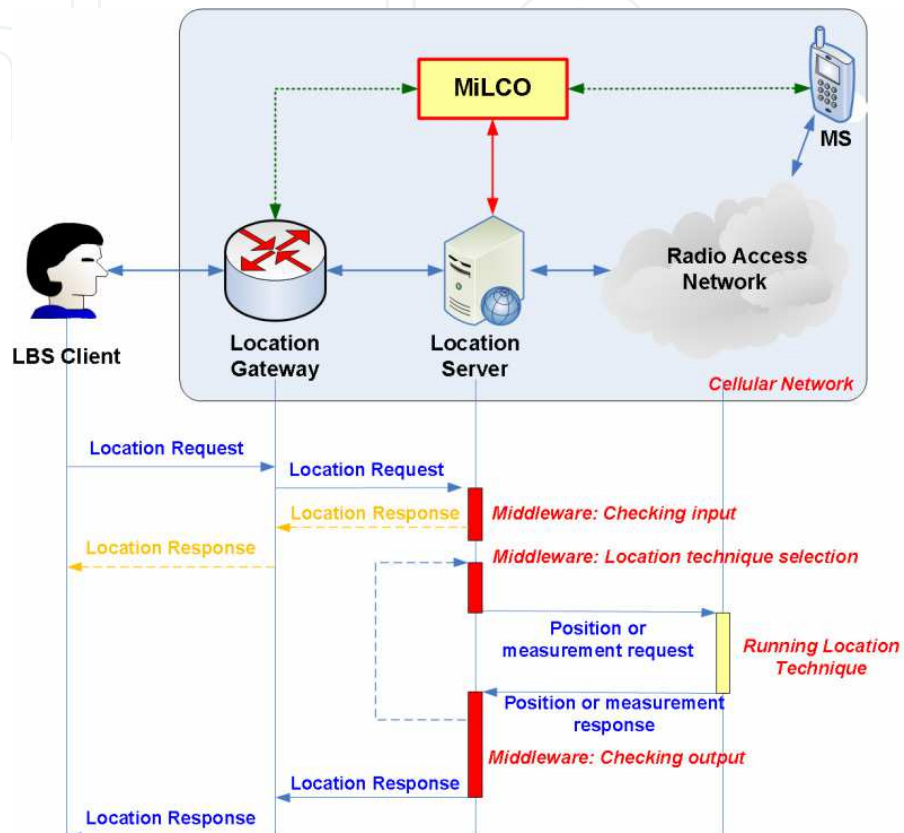 MiLCO
MS
Radio Access
Network
LBS Client
Location
Gateway
Location
Server
Cellular Network
Location Request
Location Request
Location Response
Middleware: Checking input
Location Response
Middleware: Location technique selection
Position or
measurement request
Running Location
Technique
Position or measurement
response
Middleware: Checking output
Location Response
Location Response